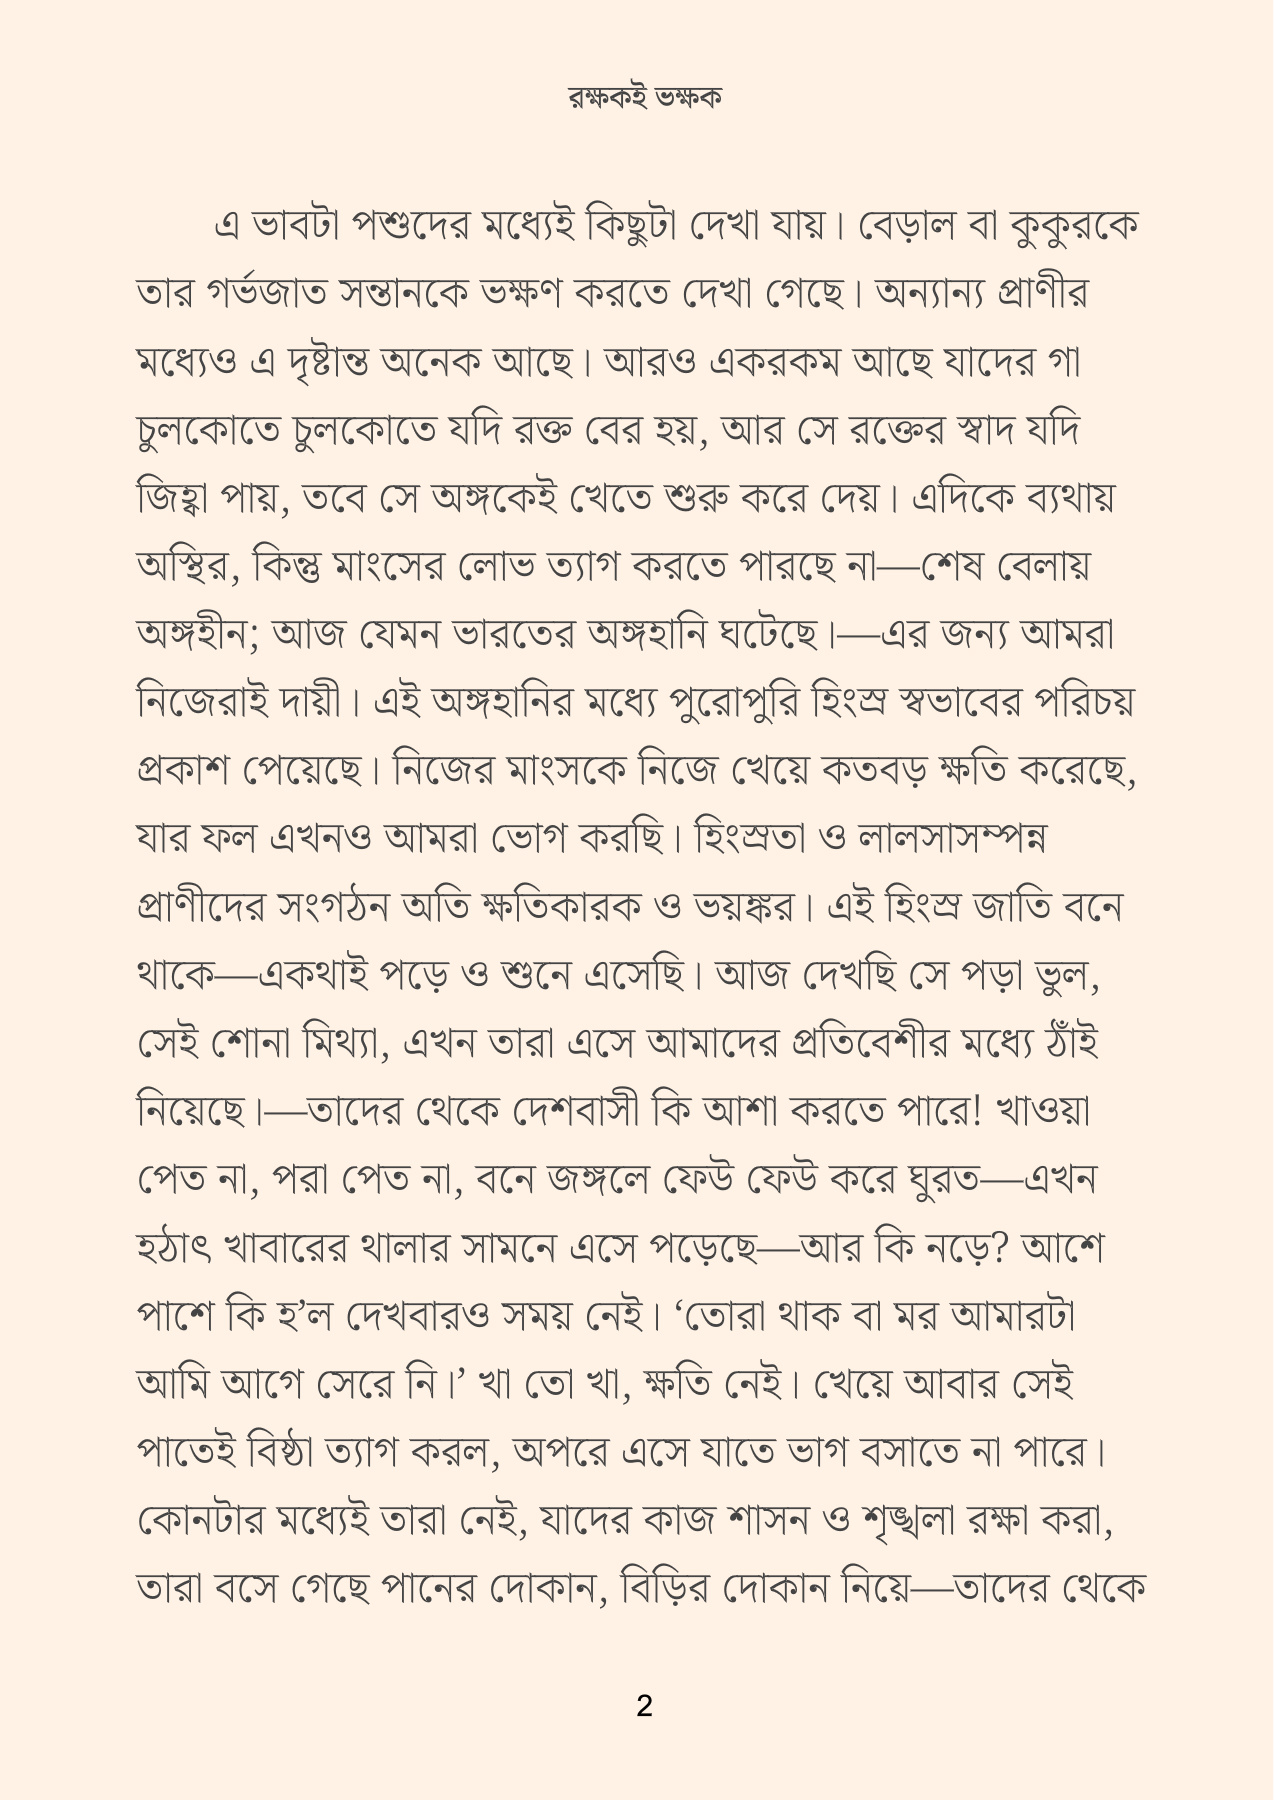 রক্ষকই ভক্ষক
এ ভাবটা পশুদের মধ্যেই কিছুটা দেখা যায়। বেড়াল বা কুকুরকে
তার গর্ভজাত সন্তানকে ভক্ষণ করতে দেখা গেছে। অন্যান্য প্রাণীর
মধ্যেও এ দৃষ্টান্ত অনেক আছে। আরও একরকম আছে যাদের গা
চুলকোতে চুলকোতে যদি রক্ত বের হয়, আর সে রক্তের স্বাদ যদি
জিহ্বা পায়, তবে সে অঙ্গকেই খেতে শুরু করে দেয়। এদিকে ব্যথায়
অস্থির, কিন্তু মাংসের লোভ ত্যাগ করতে পারছে না—শেষ বেলায়
অঙ্গহীন; আজ যেমন ভারতের অঙ্গহানি ঘটেছে।—এর জন্য আমরা
নিজেরাই দায়ী। এই অঙ্গহানির মধ্যে পুরোপুরি হিংস্র স্বভাবের পরিচয়
প্রকাশ পেয়েছে। নিজের মাংসকে নিজে খেয়ে কতবড় ক্ষতি করেছে,
যার ফল এখনও আমরা ভোগ করছি। হিংস্রতা ও লালসাসম্পন্ন
প্রাণীদের সংগঠন অতি ক্ষতিকারক ও ভয়ঙ্কর। এই হিংস্র জাতি বনে
থাকে—একথাই পড়ে ও শুনে এসেছি। আজ দেখছি সে পড়া ভুল,
সেই শোনা মিথ্যা, এখন তারা এসে আমাদের প্রতিবেশীর মধ্যে ঠাঁই
নিয়েছে।—তাদের থেকে দেশবাসী কি আশা করতে পারে! খাওয়া
পেত না, পরা পেত না, বনে জঙ্গলে ফেউ ফেউ করে ঘুরত—এখন
হঠাৎ খাবারের থালার সামনে এসে পড়েছে—আর কি নড়ে? আশে
পাশে কি হ’ল দেখবারও সময় নেই। ‘তোরা থাক বা মর আমারটা
আমি আগে সেরে নি।’ খা তো খা, ক্ষতি নেই। খেয়ে আবার সেই
পাতেই বিষ্ঠা ত্যাগ করল, অপরে এসে যাতে ভাগ বসাতে না পারে।
কোনটার মধ্যেই তারা নেই, যাদের কাজ শাসন ও শৃঙ্খলা রক্ষা করা,
তারা বসে গেছে পানের দোকান, বিড়ির দোকান নিয়ে—তাদের থেকে
2